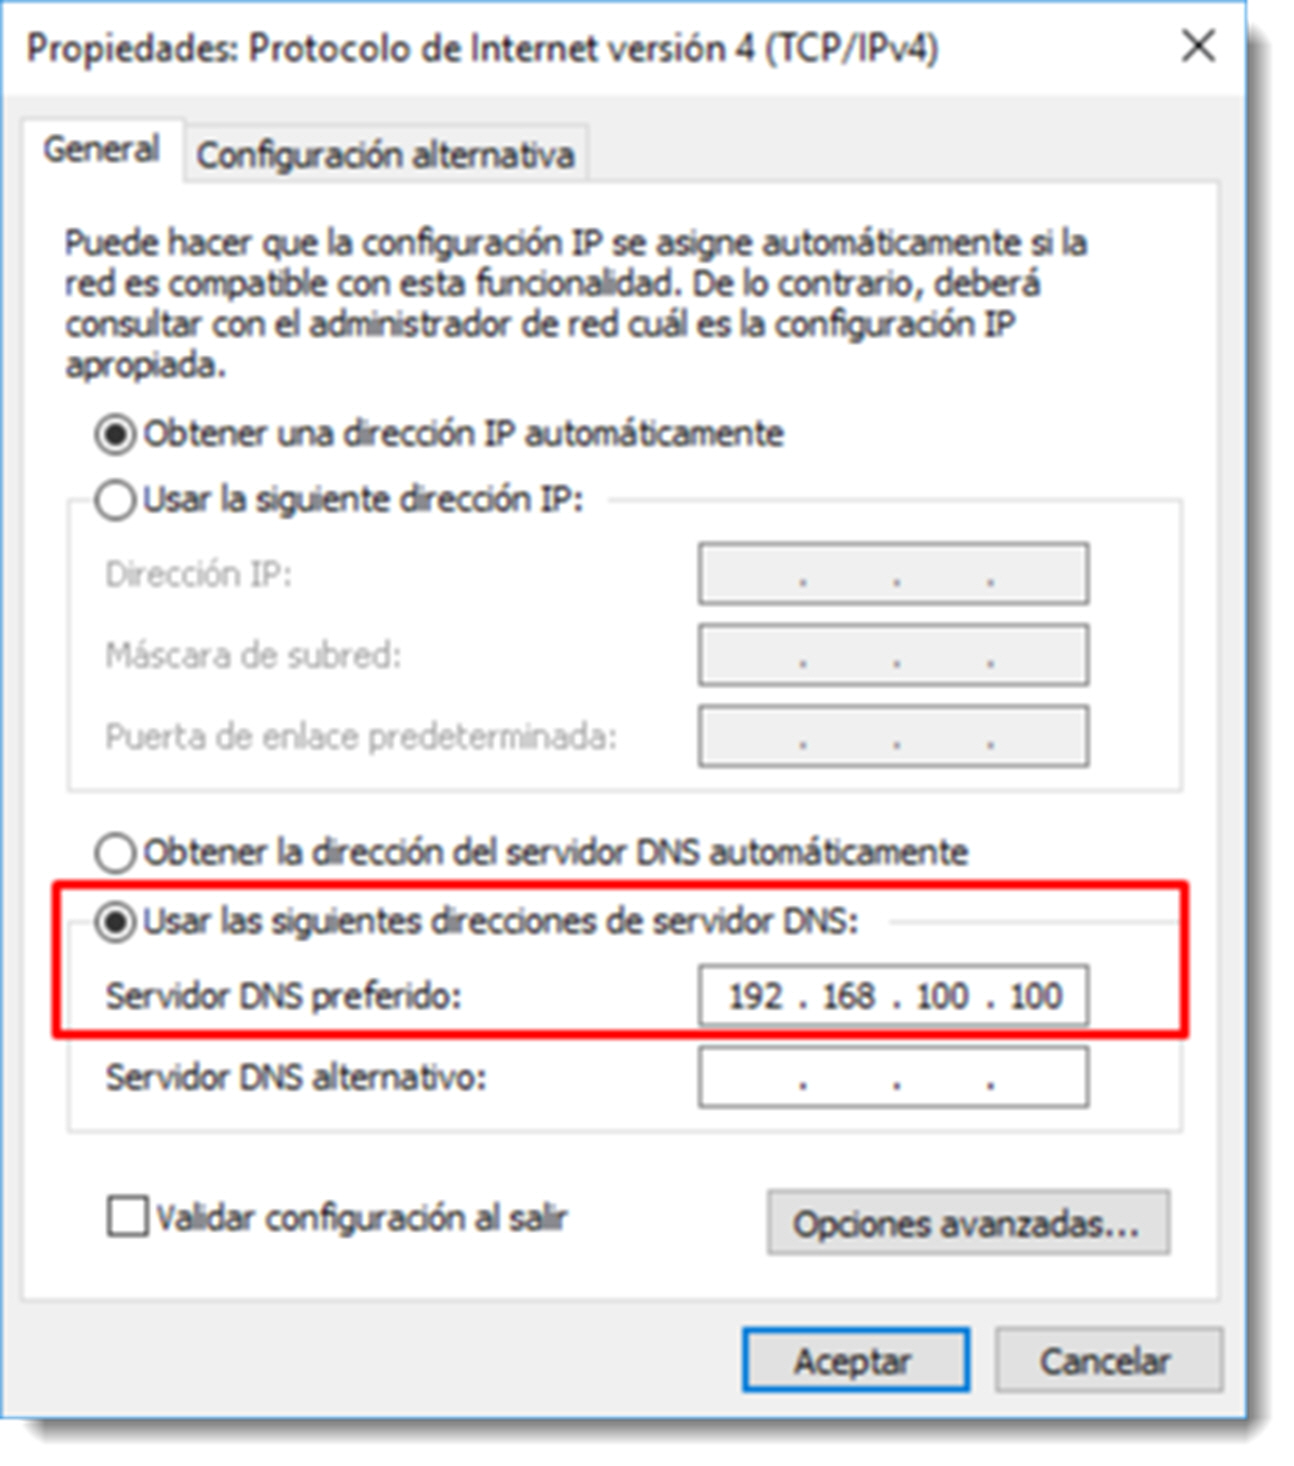 Propiedades: Protocolo de Internet versión 4 (TCP/IPv4)
General
Configuración alternativa
Puede hacer que la configuración IP se asigne automáticamente si la
red es compatible con esta funcionalidad. De lo contrario, deberá
consultar con el administrador de red cuál es la configuración IP
apropiada.
Obtener una dirección IP automáticamente
Usar la siguiente dirección IP:
Dirección IP: . . .
Máscara de subred: . . .
Puerta de enlace predeterminada: . . .
Obtener la dirección del servidor DNS automáticamente
Usar las siguientes direcciones de servidor DNS:
Servidor DNS preferido: 192 . 168 . 100 . 100
Servidor DNS alternativo: . . .
Validar configuración al salir
Opciones avanzadas...
Aceptar
Cancelar